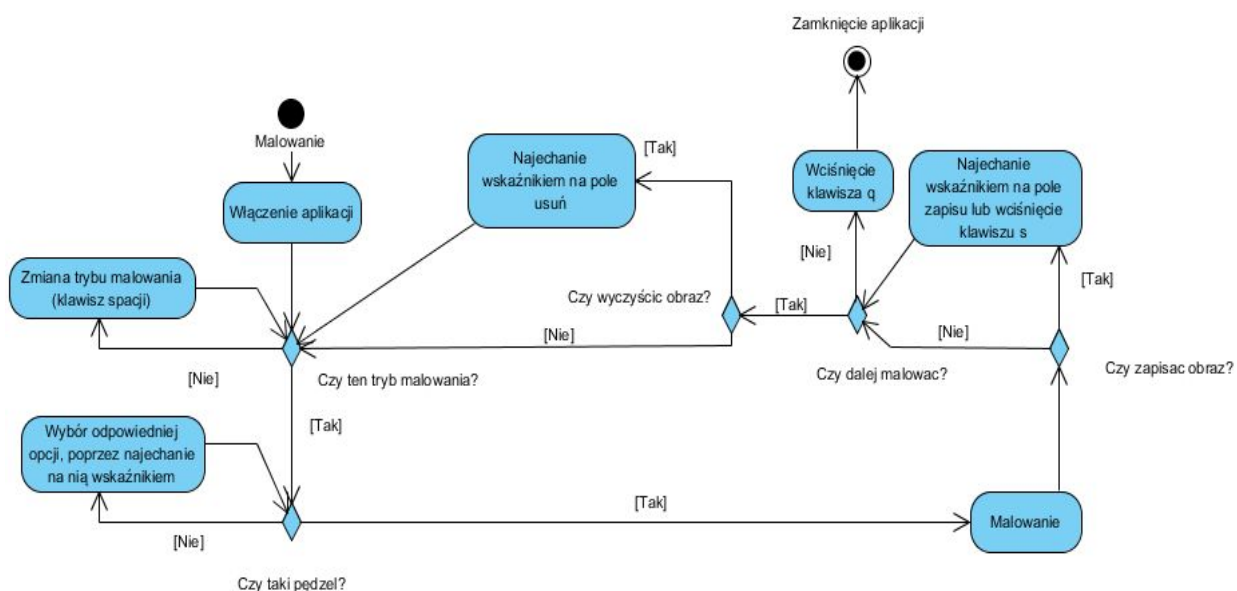 Zamknięcie aplikacji
Malowanie
Włączenie aplikacji
Najechanie
wskaźnikiem na pole
usuń
[Tak]
Wciśnięcie
klawisza q
Najechanie
wskaźnikiem na pole
zapisu lub wciśnięcie
klawiszu s
[Nie]
[Tak]
Zmiana trybu malowania
(klawisz spacji)
Czy wyczyścic obraz?
[Tak]
[Nie]
[Nie]
[Nie]
Czy ten tryb malowania?
Czy dalej malowac?
Czy zapisac obraz?
[Tak]
Wybór odpowiedniej
opcji, poprzez najechanie
na nią wskaźnikiem
[Tak]
Malowanie
[Nie]
Czy taki pędzel?